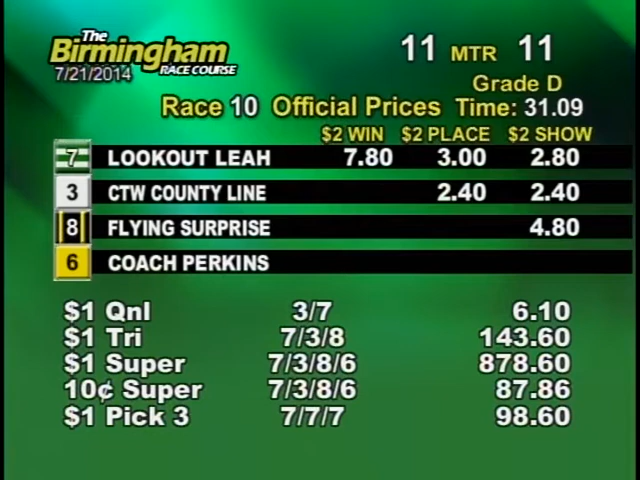 The
Birmingham
RACE COURSE
7/21/2014
11 MTR 11
Grade D
Race 10 Official Prices Time: 31.09
$2 WIN $2 PLACE $2 SHOW
7 LOOKOUT LEAH 7.80 3.00 2.80
3 CTW COUNTY LINE 2.40 2.40
8 FLYING SURPRISE 4.80
6 COACH PERKINS
$1 Qnl 3/7 6.10
$1 Tri 7/3/8 143.60
$1 Super 7/3/8/6 878.60
10¢ Super 7/3/8/6 87.86
$1 Pick 3 7/7/7 98.60